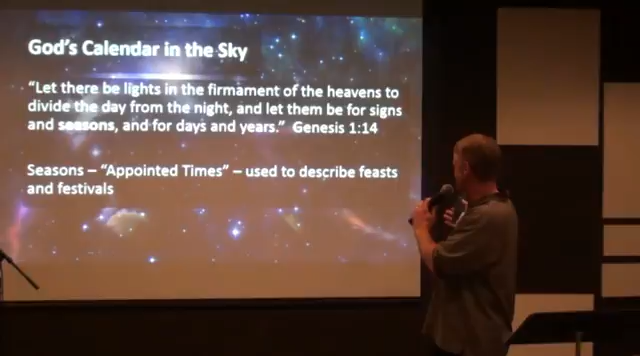 God's Calendar in the Sky
"Let there be lights in the firmament of the heavens to
divide the day from the night, and let them be for signs
and seasons, and for days and years." Genesis 1:14
Seasons – "Appointed Times" – used to describe feasts
and festivals